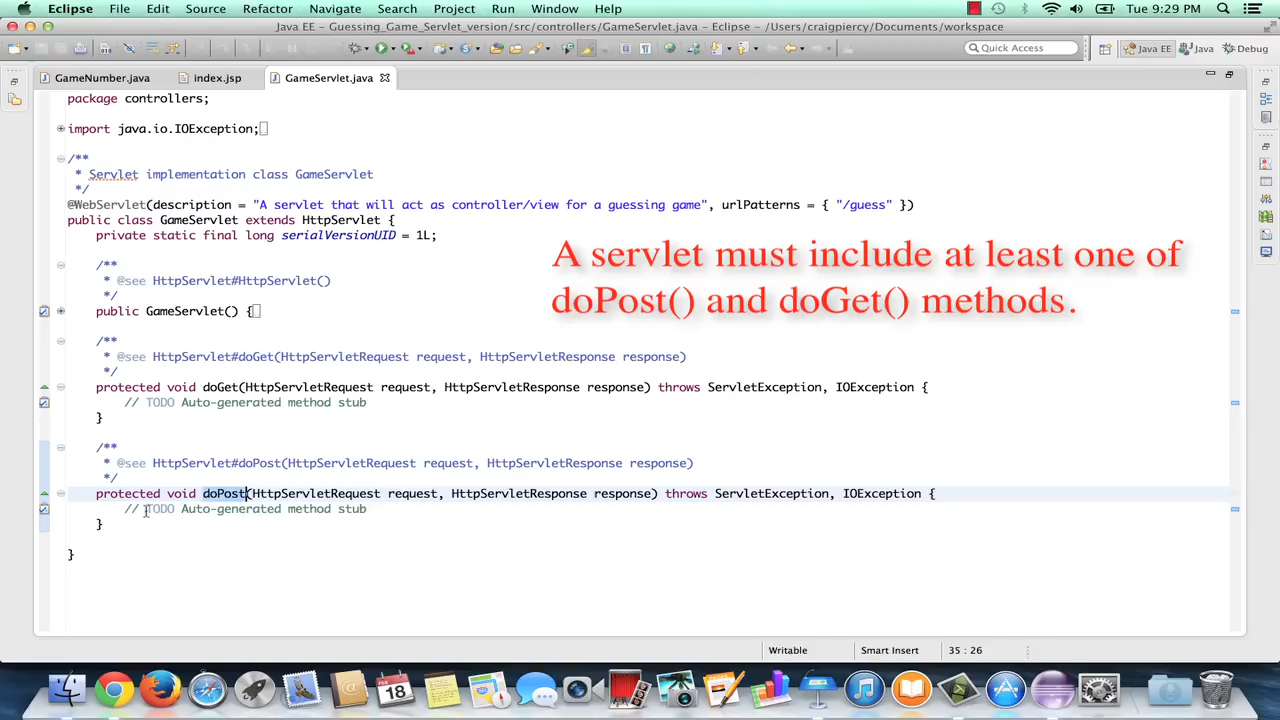 Eclipse File Edit Source Refactor Navigate Search Project Run Window Help Tue 9:29 PM
Java EE - Guessing_Game_Servlet_version/src/controllers/GameServlet.java - Eclipse - /Users/craigpiercy/Documents/workspace
Quick Access Java EE Java Debug
GameNumber.java index.jsp GameServlet.java
package controllers;
import java.io.IOException;
/**
* Servlet implementation class GameServlet
*/
@WebServlet(description = "A servlet that will act as controller/view for a guessing game", urlPatterns = { "/guess" })
public class GameServlet extends HttpServlet {
private static final long serialVersionUID = 1L;
A servlet must include at least one of
doPost() and doGet() methods.
/**
* @see HttpServlet#HttpServlet()
*/
public GameServlet() {
/**
* @see HttpServlet#doGet(HttpServletRequest request, HttpServletResponse response)
*/
protected void doGet(HttpServletRequest request, HttpServletResponse response) throws ServletException, IOException {
// TODO Auto-generated method stub
}
/**
* @see HttpServlet#doPost(HttpServletRequest request, HttpServletResponse response)
*/
protected void doPost(HttpServletRequest request, HttpServletResponse response) throws ServletException, IOException {
// TODO Auto-generated method stub
}
}
Writable Smart Insert 35 : 26
FEB
18